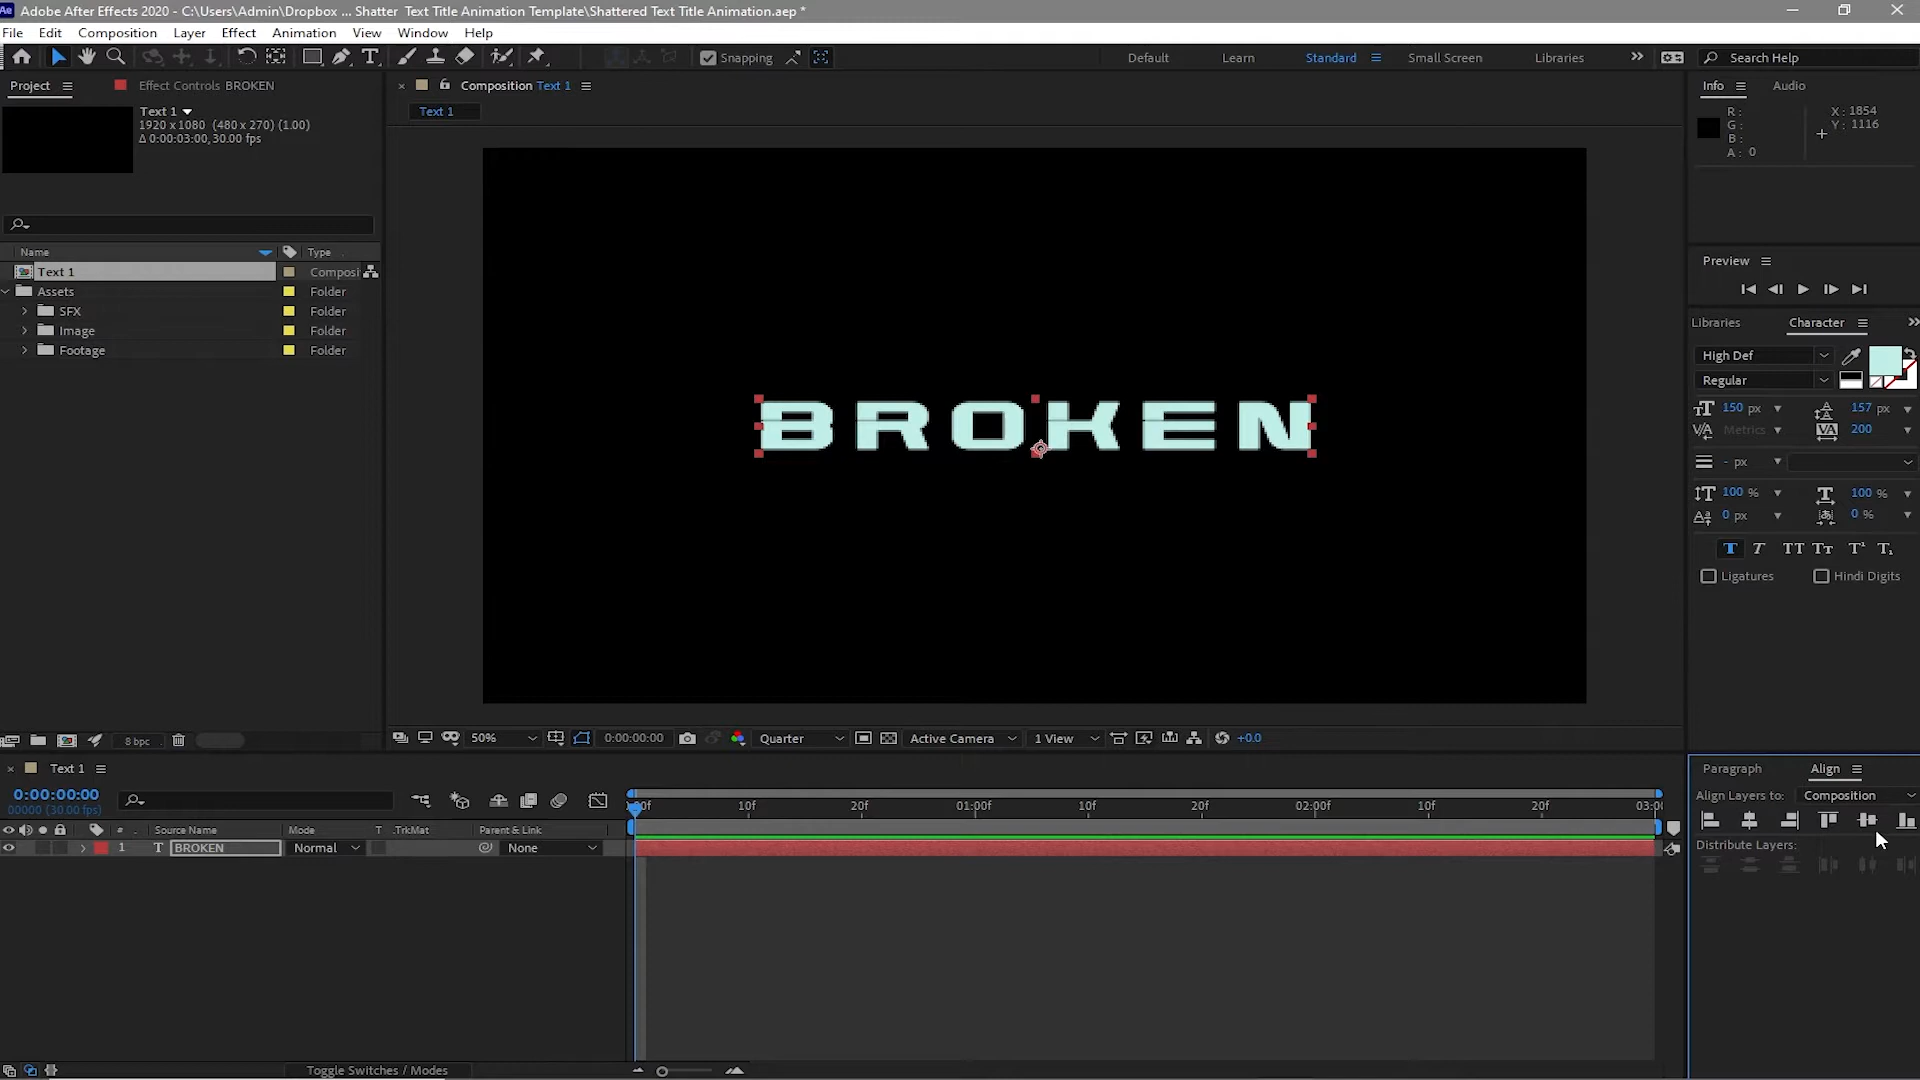 Adobe After Effects 2020 - C:\Users\Admin\Dropbox ... Shatter Text Title Animation Template\Shattered Text Title Animation.aep *
File Edit Composition Layer Effect Animation View Window Help
Snapping Default Learn Standard Small Screen Libraries Search Help
Project Effect Controls BROKEN Composition Text 1 Info Audio
Text 1
1920 x 1080 (480 x 270) (1.00)
Δ 0:00:03:00, 30.00 fps
Text 1
R :
G :
B :
A : 0
X : 1854
Y : 1116
Name Type
Text 1 Composi
Assets Folder
SFX Folder
Image Folder
Footage Folder
Preview
Libraries Character
High Def
Regular
150 px 157 px
Metrics 200
- px
100 % 100 %
0 px 0 %
T T TT Tr T¹ T₁
Ligatures Hindi Digits
BROKEN
8 bpc 50% 0:00:00:00 Quarter Active Camera 1 View +0.0
Text 1
0:00:00:00
00000 (30.00 fps)
:00f 10f 20f 01:00f 10f 20f 02:00f 10f 20f 03:00
# Source Name Mode T .TrkMat Parent & Link
1 T BROKEN Normal None
Paragraph Align
Align Layers to: Composition
Distribute Layers:
Toggle Switches / Modes